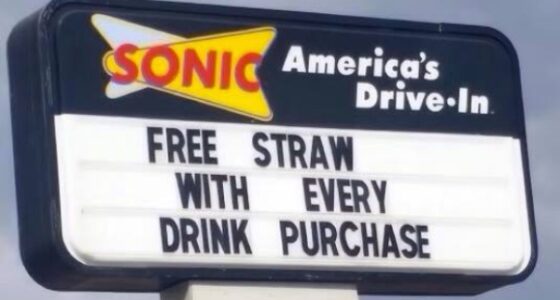 SONIC
America's
Drive-In
FREE STRAW
WITH EVERY
DRINK PURCHASE